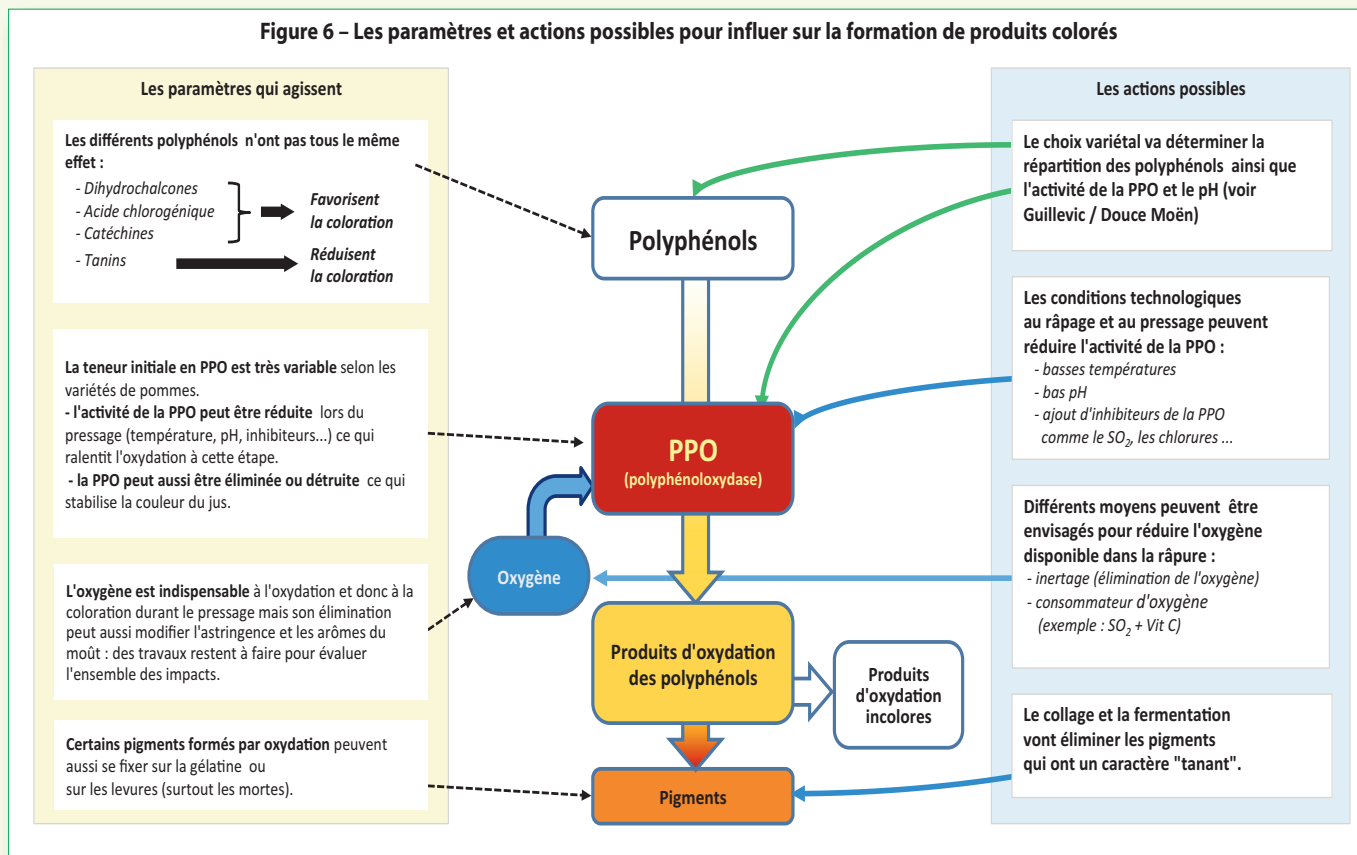 Figure 6 – Les paramètres et actions possibles pour influer sur la formation de produits colorés
Les paramètres qui agissent
Les différents polyphénols n'ont pas tous le même
effet :
- Dihydrochalcones
- Acide chlorogénique
- Catéchines
Favorisent
la coloration
- Tanins
Réduisent
la coloration
La teneur initiale en PPO est très variable selon les
variétés de pommes.
- l'activité de la PPO peut être réduite lors du
pressage (température, pH, inhibiteurs...) ce qui
ralentit l'oxydation à cette étape.
- la PPO peut aussi être éliminée ou détruite ce qui
stabilise la couleur du jus.
L'oxygène est indispensable à l'oxydation et donc à la
coloration durant le pressage mais son élimination
peut aussi modifier l'astringence et les arômes du
moût : des travaux restent à faire pour évaluer
l'ensemble des impacts.
Certains pigments formés par oxydation peuvent
aussi se fixer sur la gélatine ou
sur les levures (surtout les mortes).
Polyphénols
PPO
(polyphénoloxydase)
Oxygène
Produits d'oxydation
des polyphénols
Produits
d'oxydation
incolores
Pigments
Les actions possibles
Le choix variétal va déterminer la
répartition des polyphénols ainsi que
l'activité de la PPO et le pH (voir
Guillevic / Douce Moën)
Les conditions technologiques
au râpage et au pressage peuvent
réduire l'activité de la PPO :
- basses températures
- bas pH
- ajout d'inhibiteurs de la PPO
comme le SO₂, les chlorures ...
Différents moyens peuvent être
envisagés pour réduire l'oxygène
disponible dans la râpure :
- inertage (élimination de l'oxygène)
- consommateur d'oxygène
(exemple : SO₂ + Vit C)
Le collage et la fermentation
vont éliminer les pigments
qui ont un caractère "tanant".